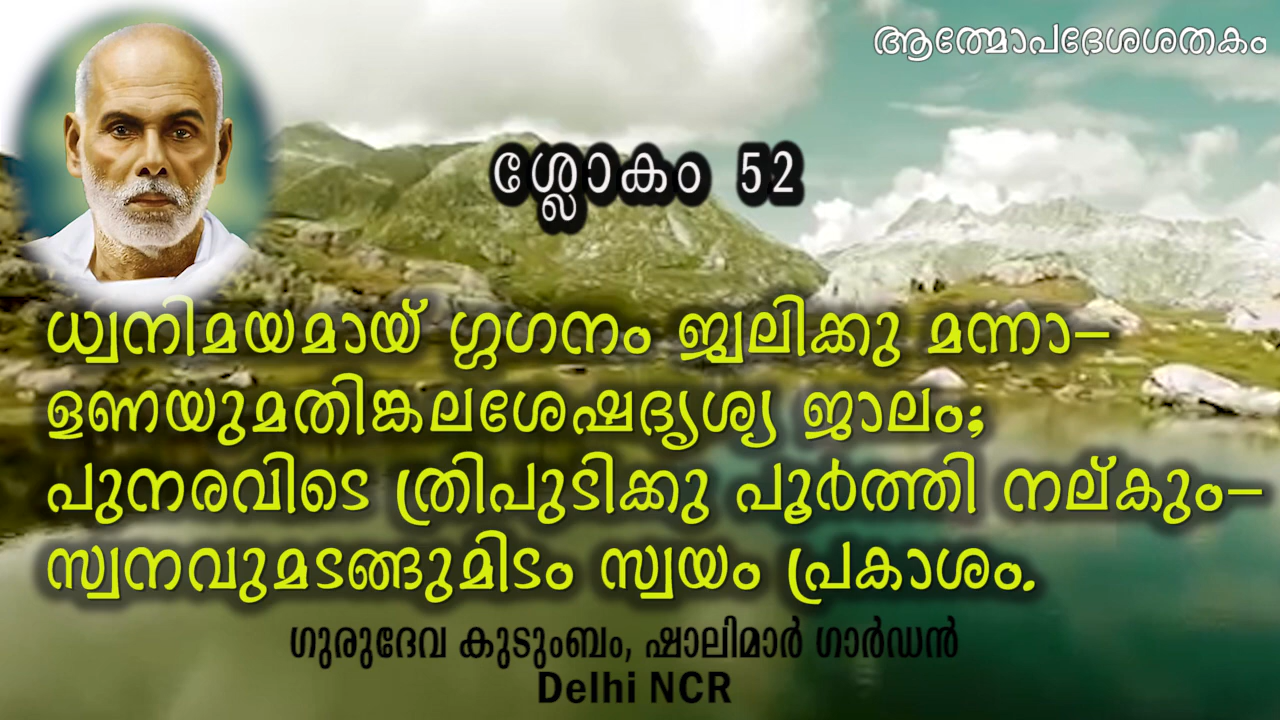 ആത്മോപദേശശതകം
ശ്ലോകം 52
ധ്വനിമയമായ് ഗ്ഗഗനം ജ്വലിക്കു മന്നാ-
ളണയുമതിങ്കലശേഷദൃശ്യ ജാലം;
പുനരവിടെ ത്രിപുടിക്കു പൂർത്തി നല്കും-
സ്വനവുമടങ്ങുമിടം സ്വയം പ്രകാശം.
ഗുരുദേവ കുടുംബം, ഷാലിമാർ ഗാർഡൻ
Delhi NCR